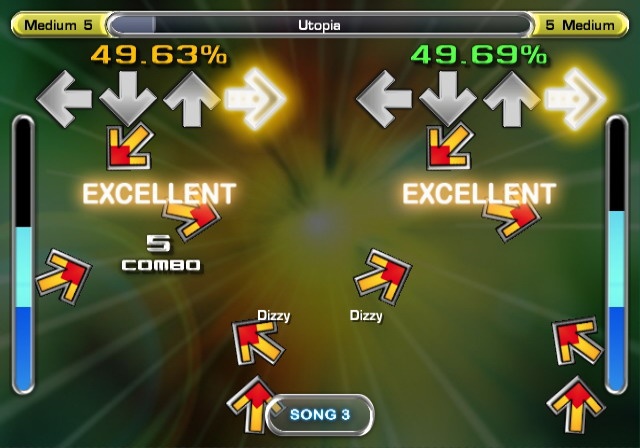 Medium 5
Utopia
5 Medium
49.63%
49.69%
EXCELLENT
EXCELLENT
5
COMBO
Dizzy
Dizzy
SONG 3